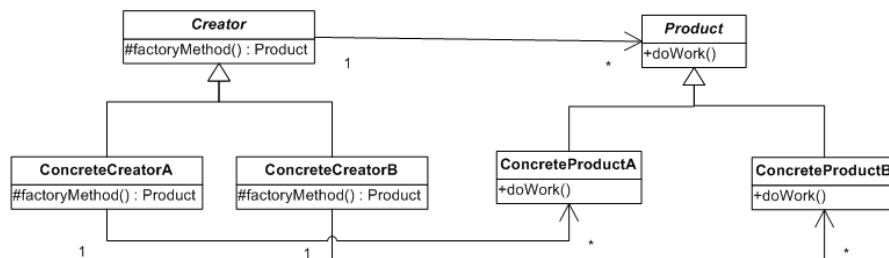 Creator
#factoryMethod() : Product
1
*
Product
+doWork()
ConcreteCreatorA
#factoryMethod() : Product
ConcreteCreatorB
#factoryMethod() : Product
ConcreteProductA
+doWork()
ConcreteProductB
+doWork()
1
1
*
*